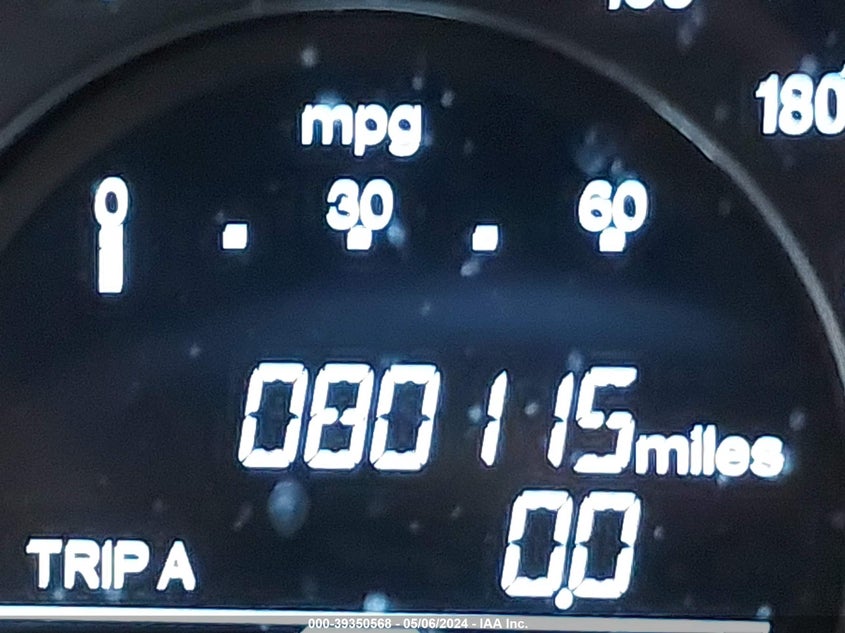 180
mpg
0 30 60
080115 miles
0.0
TRIP A
000-39350568 - 05/06/2024 - IAA Inc.